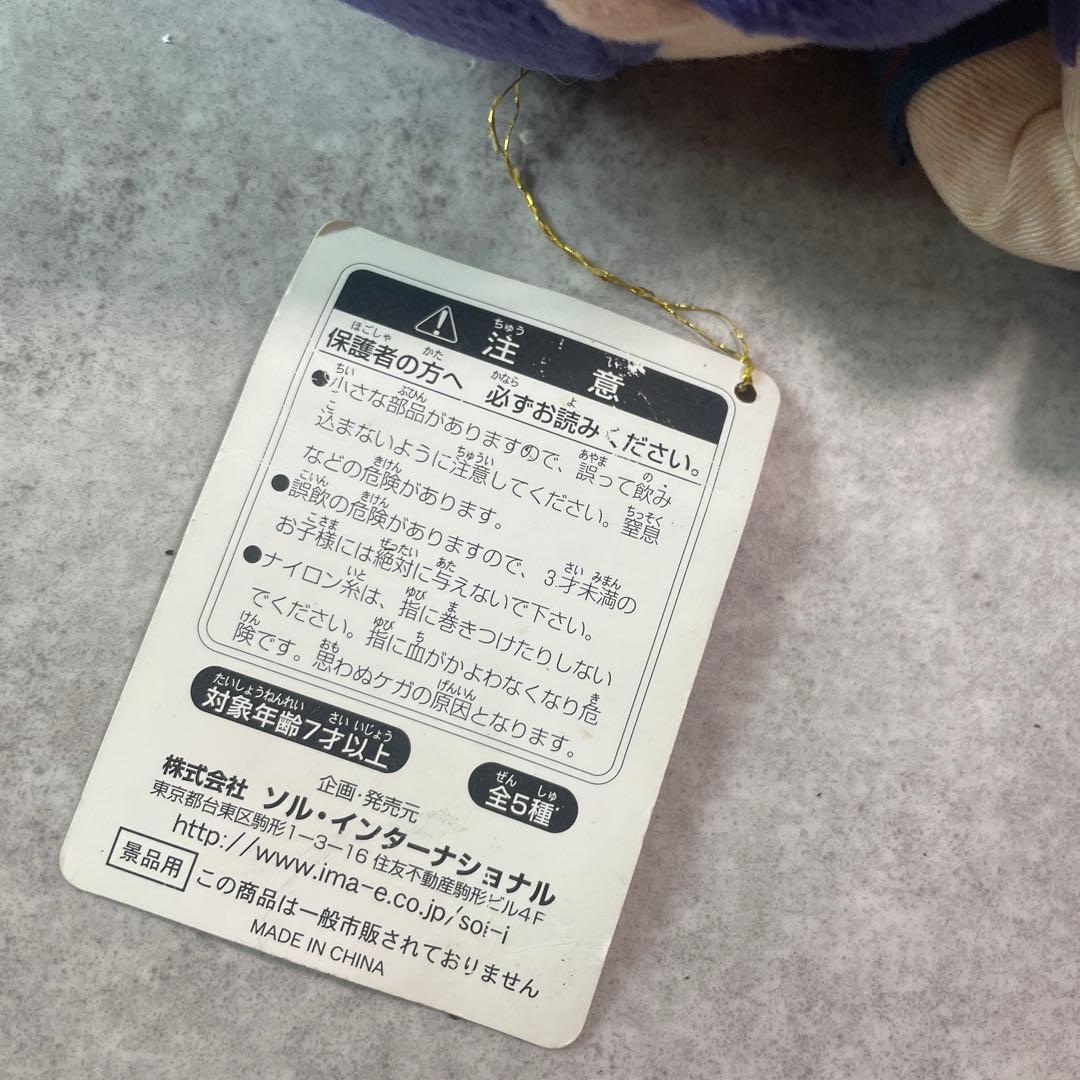 ⚠ 注意
保護者の方へ 必ずお読みください。
●小さな部品がありますので、誤って飲み
込まないように注意してください。窒息
などの危険があります。
●誤飲の危険がありますので、3才未満の
お子様には絶対に与えないで下さい。
●ナイロン糸は、指に巻きつけたりしない
でください。指に血がかよわなくなり危
険です。思わぬケガの原因となります。
対象年齢7才以上
全5種
企画・発売元
株式会社 ソル・インターナショナル
東京都台東区駒形1-3-16 住友不動産駒形ビル4F
http://www.ima-e.co.jp/soi-i
景品用 この商品は一般市販されておりません
MADE IN CHINA